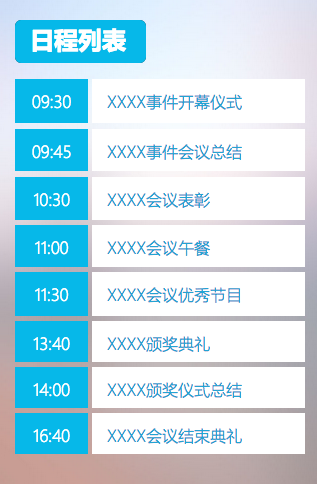 日程列表
09:30 XXXX事件开幕仪式
09:45 XXXX事件会议总结
10:30 XXXX会议表彰
11:00 XXXX会议午餐
11:30 XXXX会议优秀节目
13:40 XXXX颁奖典礼
14:00 XXXX颁奖仪式总结
16:40 XXXX会议结束典礼